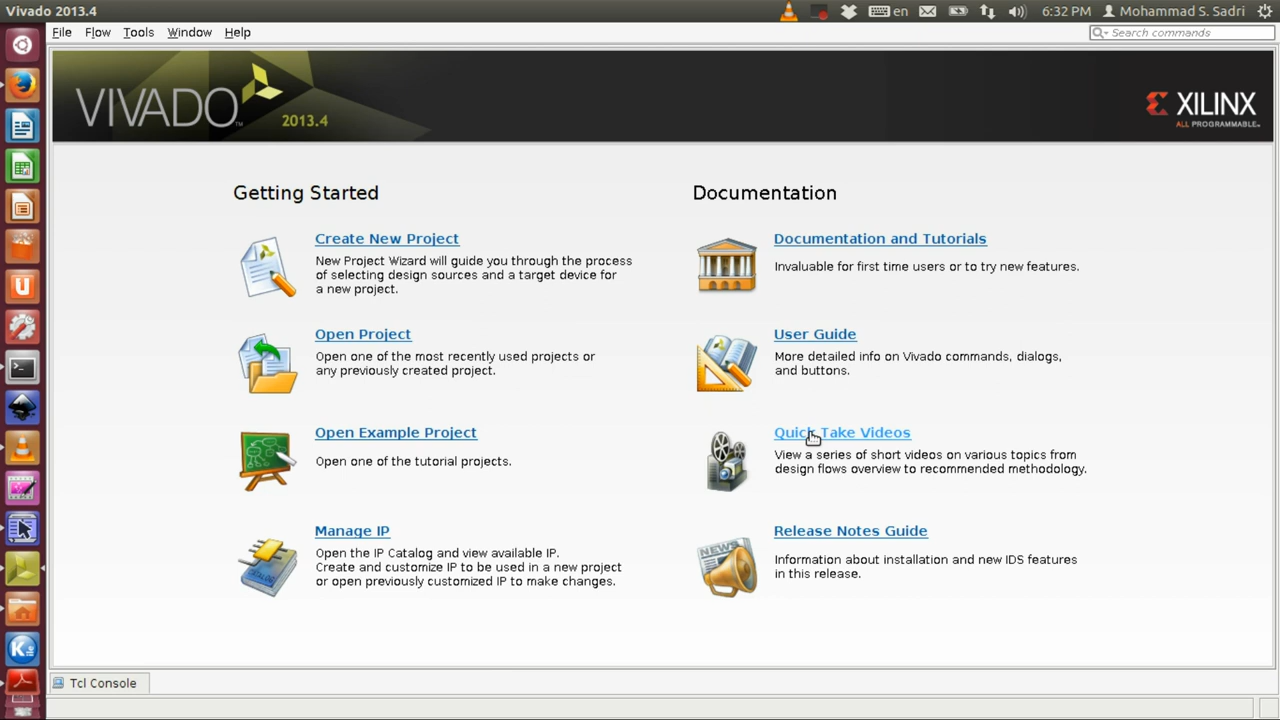 Vivado 2013.4
en
6:32 PM
Mohammad S. Sadri
File Flow Tools Window Help
Search commands
VIVADO
2013.4
XILINX
ALL PROGRAMMABLE
Getting Started
Create New Project
New Project Wizard will guide you through the process
of selecting design sources and a target device for
a new project.
Open Project
Open one of the most recently used projects or
any previously created project.
Open Example Project
Open one of the tutorial projects.
Manage IP
Open the IP Catalog and view available IP.
Create and customize IP to be used in a new project
or open previously customized IP to make changes.
CATALOG
Documentation
Documentation and Tutorials
Invaluable for first time users or to try new features.
User Guide
More detailed info on Vivado commands, dialogs,
and buttons.
Quick Take Videos
View a series of short videos on various topics from
design flows overview to recommended methodology.
Release Notes Guide
Information about installation and new IDS features
in this release.
NEWS
Tcl Console